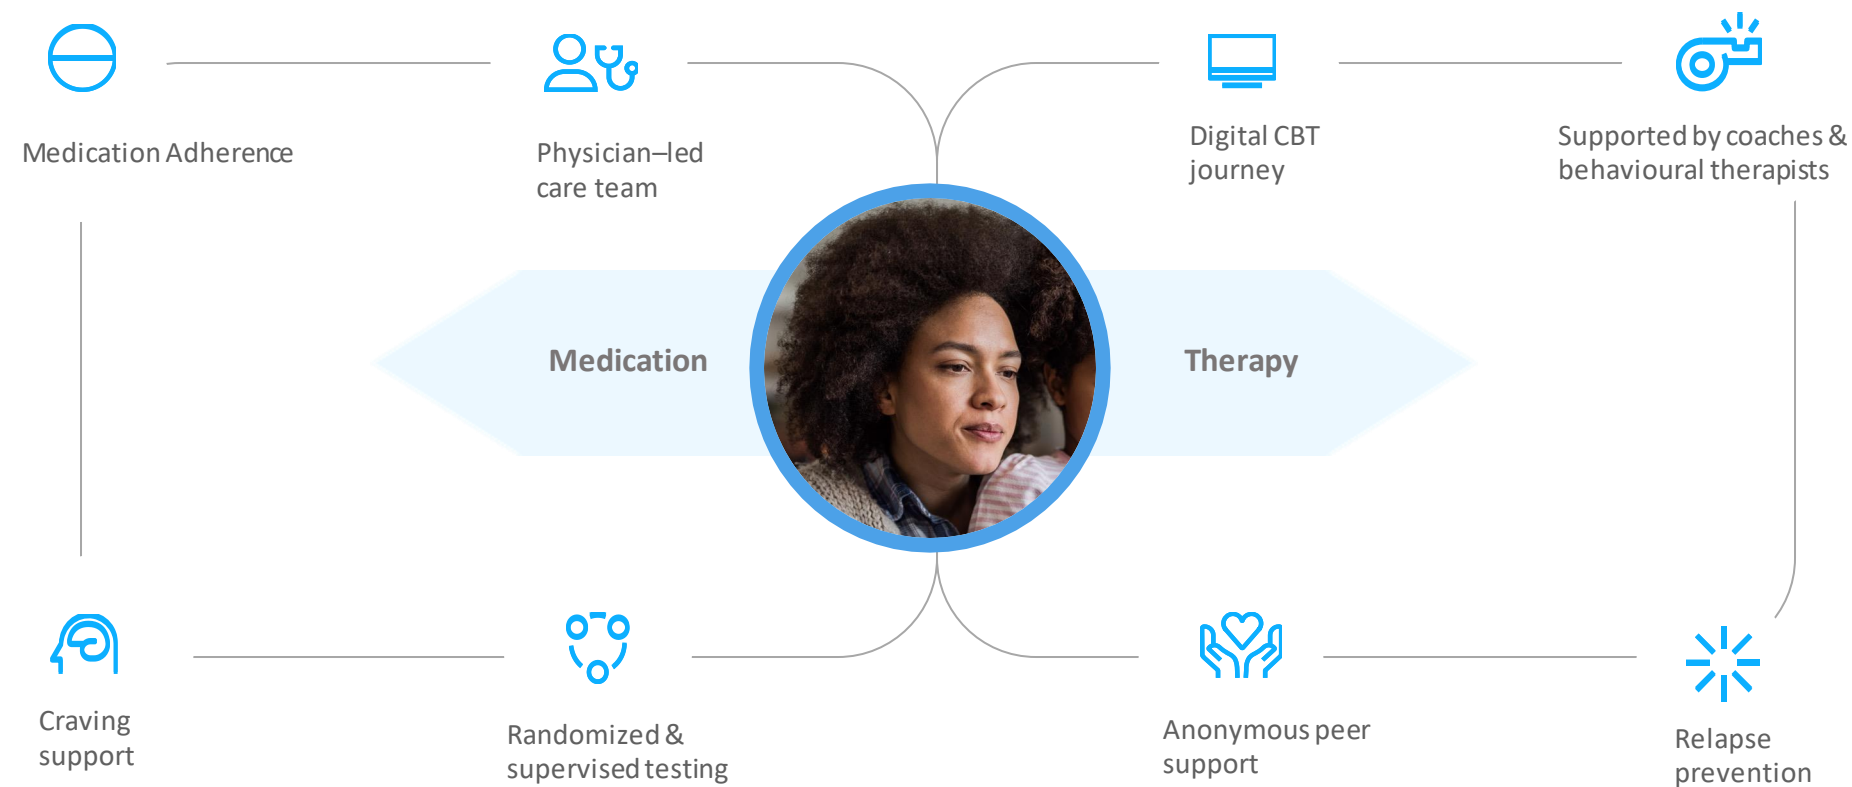 Medication Adherence
Physician–led
care team
Digital CBT
journey
Supported by coaches &
behavioural therapists
Medication
Therapy
Craving
support
Randomized &
supervised testing
Anonymous peer
support
Relapse
prevention